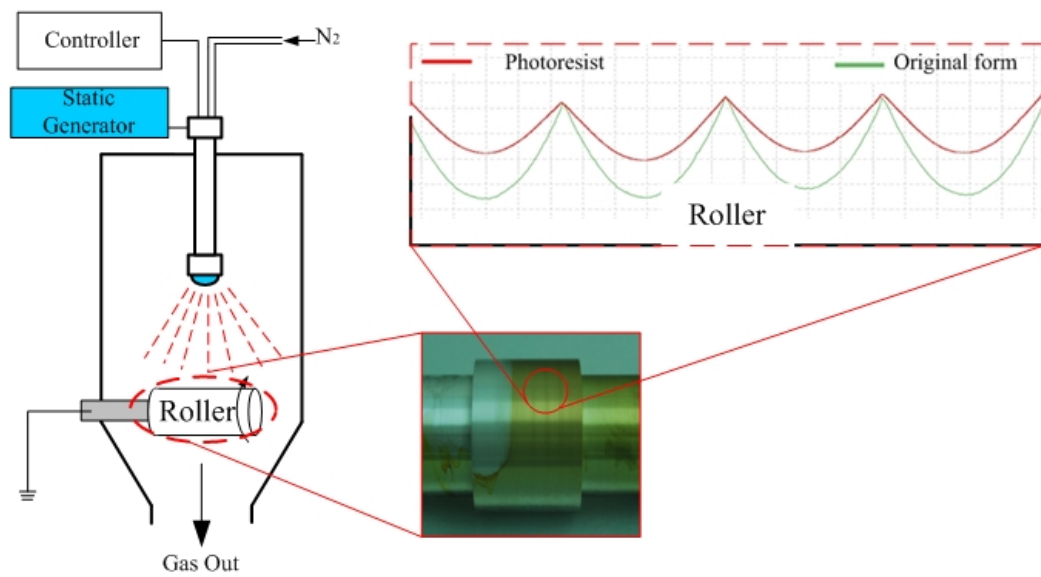 Controller
N2
Static
Generator
Photoresist
Original form
Roller
Roller
Gas Out